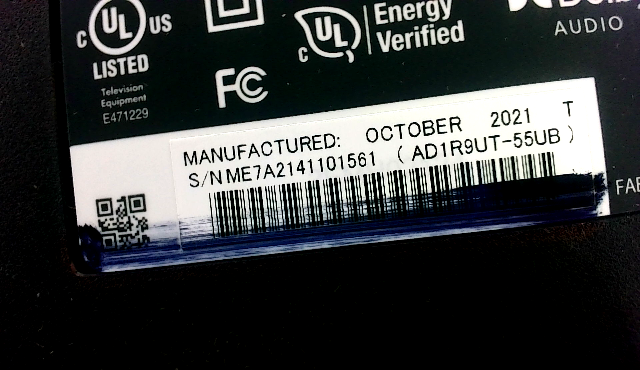 C UL US
LISTED
Television
Equipment
E471229
FC
C UL
Energy
Verified
AUDIO
MANUFACTURED: OCTOBER 2021 T
S/N ME7A2141101561 ( AD1R9UT-55UB )